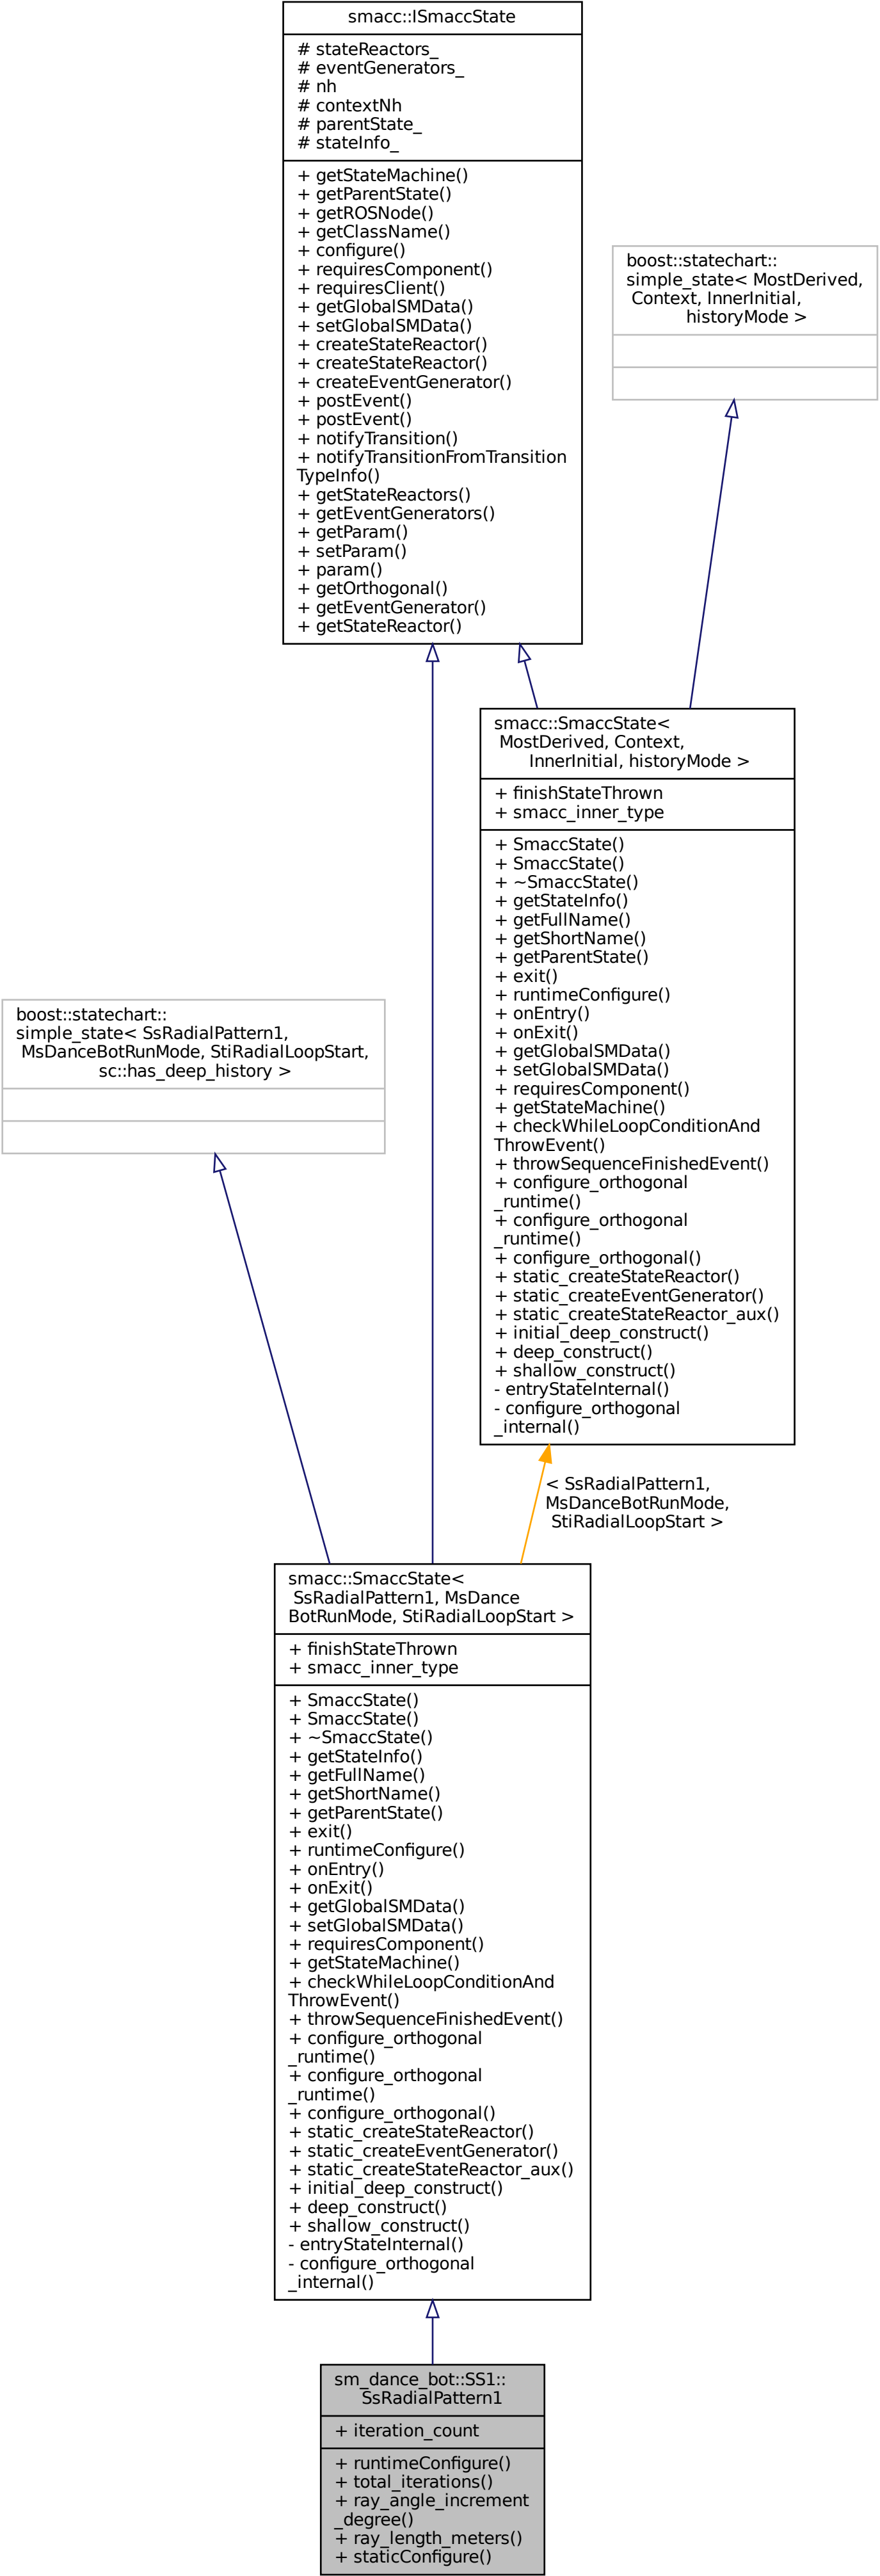 smacc::ISmaccState
# stateReactors_
# eventGenerators_
# nh
# contextNh
# parentState_
# stateInfo_
+ getStateMachine()
+ getParentState()
+ getROSNode()
+ getClassName()
+ configure()
+ requiresComponent()
+ requiresClient()
+ getGlobalSMData()
+ setGlobalSMData()
+ createStateReactor()
+ createStateReactor()
+ createEventGenerator()
+ postEvent()
+ postEvent()
+ notifyTransition()
+ notifyTransitionFromTransition
TypeInfo()
+ getStateReactors()
+ getEventGenerators()
+ getParam()
+ setParam()
+ param()
+ getOrthogonal()
+ getEventGenerator()
+ getStateReactor()
boost::statechart::
simple_state< MostDerived,
Context, InnerInitial,
historyMode >
smacc::SmaccState<
MostDerived, Context,
InnerInitial, historyMode >
+ finishStateThrown
+ smacc_inner_type
+ SmaccState()
+ SmaccState()
+ ~SmaccState()
+ getStateInfo()
+ getFullName()
+ getShortName()
+ getParentState()
+ exit()
+ runtimeConfigure()
+ onEntry()
+ onExit()
+ getGlobalSMData()
+ setGlobalSMData()
+ requiresComponent()
+ getStateMachine()
+ checkWhileLoopConditionAnd
ThrowEvent()
+ throwSequenceFinishedEvent()
+ configure_orthogonal
_runtime()
+ configure_orthogonal
_runtime()
+ configure_orthogonal()
+ static_createStateReactor()
+ static_createEventGenerator()
+ static_createStateReactor_aux()
+ initial_deep_construct()
+ deep_construct()
+ shallow_construct()
- entryStateInternal()
- configure_orthogonal
_internal()
boost::statechart::
simple_state< SsRadialPattern1,
MsDanceBotRunMode, StiRadialLoopStart,
sc::has_deep_history >
< SsRadialPattern1,
MsDanceBotRunMode,
StiRadialLoopStart >
smacc::SmaccState<
SsRadialPattern1, MsDance
BotRunMode, StiRadialLoopStart >
+ finishStateThrown
+ smacc_inner_type
+ SmaccState()
+ SmaccState()
+ ~SmaccState()
+ getStateInfo()
+ getFullName()
+ getShortName()
+ getParentState()
+ exit()
+ runtimeConfigure()
+ onEntry()
+ onExit()
+ getGlobalSMData()
+ setGlobalSMData()
+ requiresComponent()
+ getStateMachine()
+ checkWhileLoopConditionAnd
ThrowEvent()
+ throwSequenceFinishedEvent()
+ configure_orthogonal
_runtime()
+ configure_orthogonal
_runtime()
+ configure_orthogonal()
+ static_createStateReactor()
+ static_createEventGenerator()
+ static_createStateReactor_aux()
+ initial_deep_construct()
+ deep_construct()
+ shallow_construct()
- entryStateInternal()
- configure_orthogonal
_internal()
sm_dance_bot::SS1::
SsRadialPattern1
+ iteration_count
+ runtimeConfigure()
+ total_iterations()
+ ray_angle_increment
_degree()
+ ray_length_meters()
+ staticConfigure()